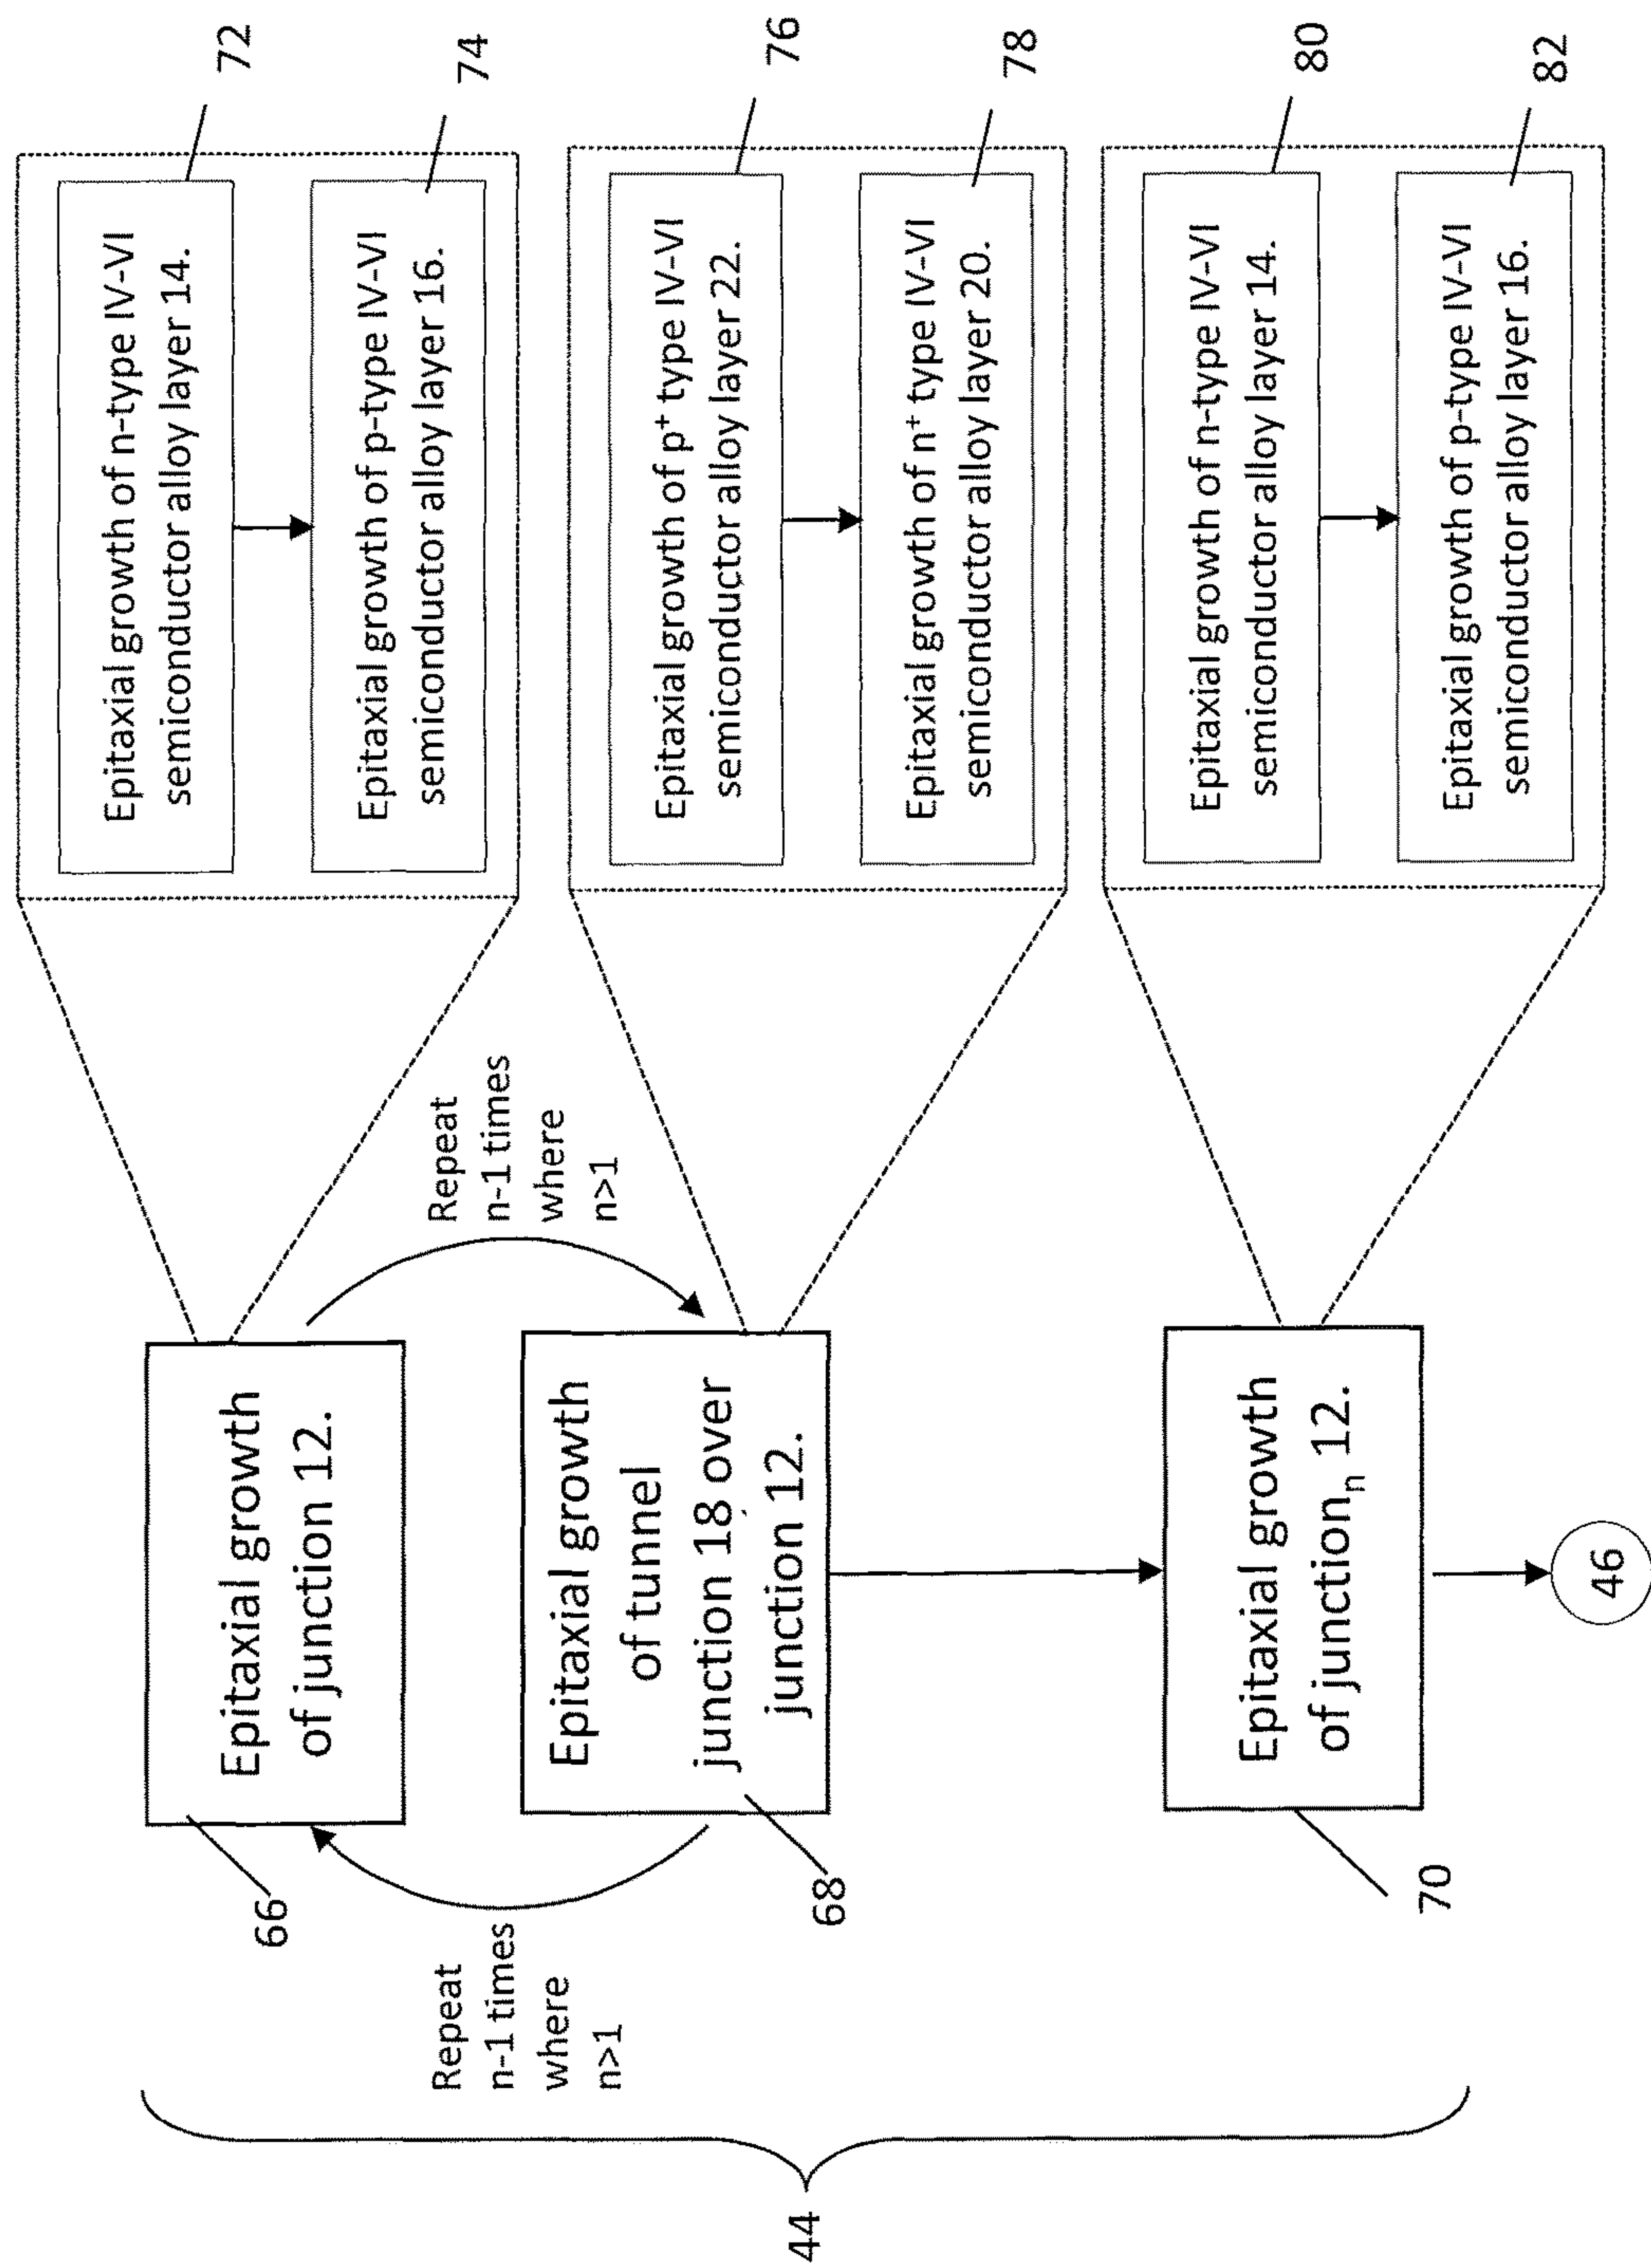 44
Repeat
n-1 times
where
n>1
66
Epitaxial growth
of junction 12.
Repeat
n-1 times
where
n>1
68
Epitaxial growth
of tunnel
junction 18 over
junction 12.
70
Epitaxial growth
of junctionₙ 12.
46
Epitaxial growth of n-type IV-VI
semiconductor alloy layer 14.
72
Epitaxial growth of p-type IV-VI
semiconductor alloy layer 16.
74
Epitaxial growth of p⁺ type IV-VI
semiconductor alloy layer 22.
76
Epitaxial growth of n⁺ type IV-VI
semiconductor alloy layer 20.
78
Epitaxial growth of n-type IV-VI
semiconductor alloy layer 14.
80
Epitaxial growth of p-type IV-VI
semiconductor alloy layer 16.
82